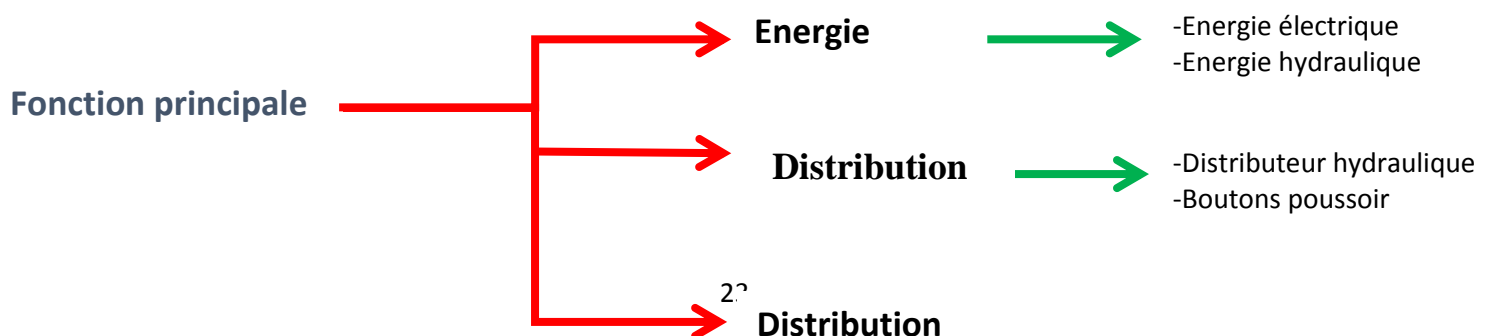 Energie
-Energie électrique
-Energie hydraulique
Fonction principale
Distribution
-Distributeur hydraulique
-Boutons poussoir
Distribution